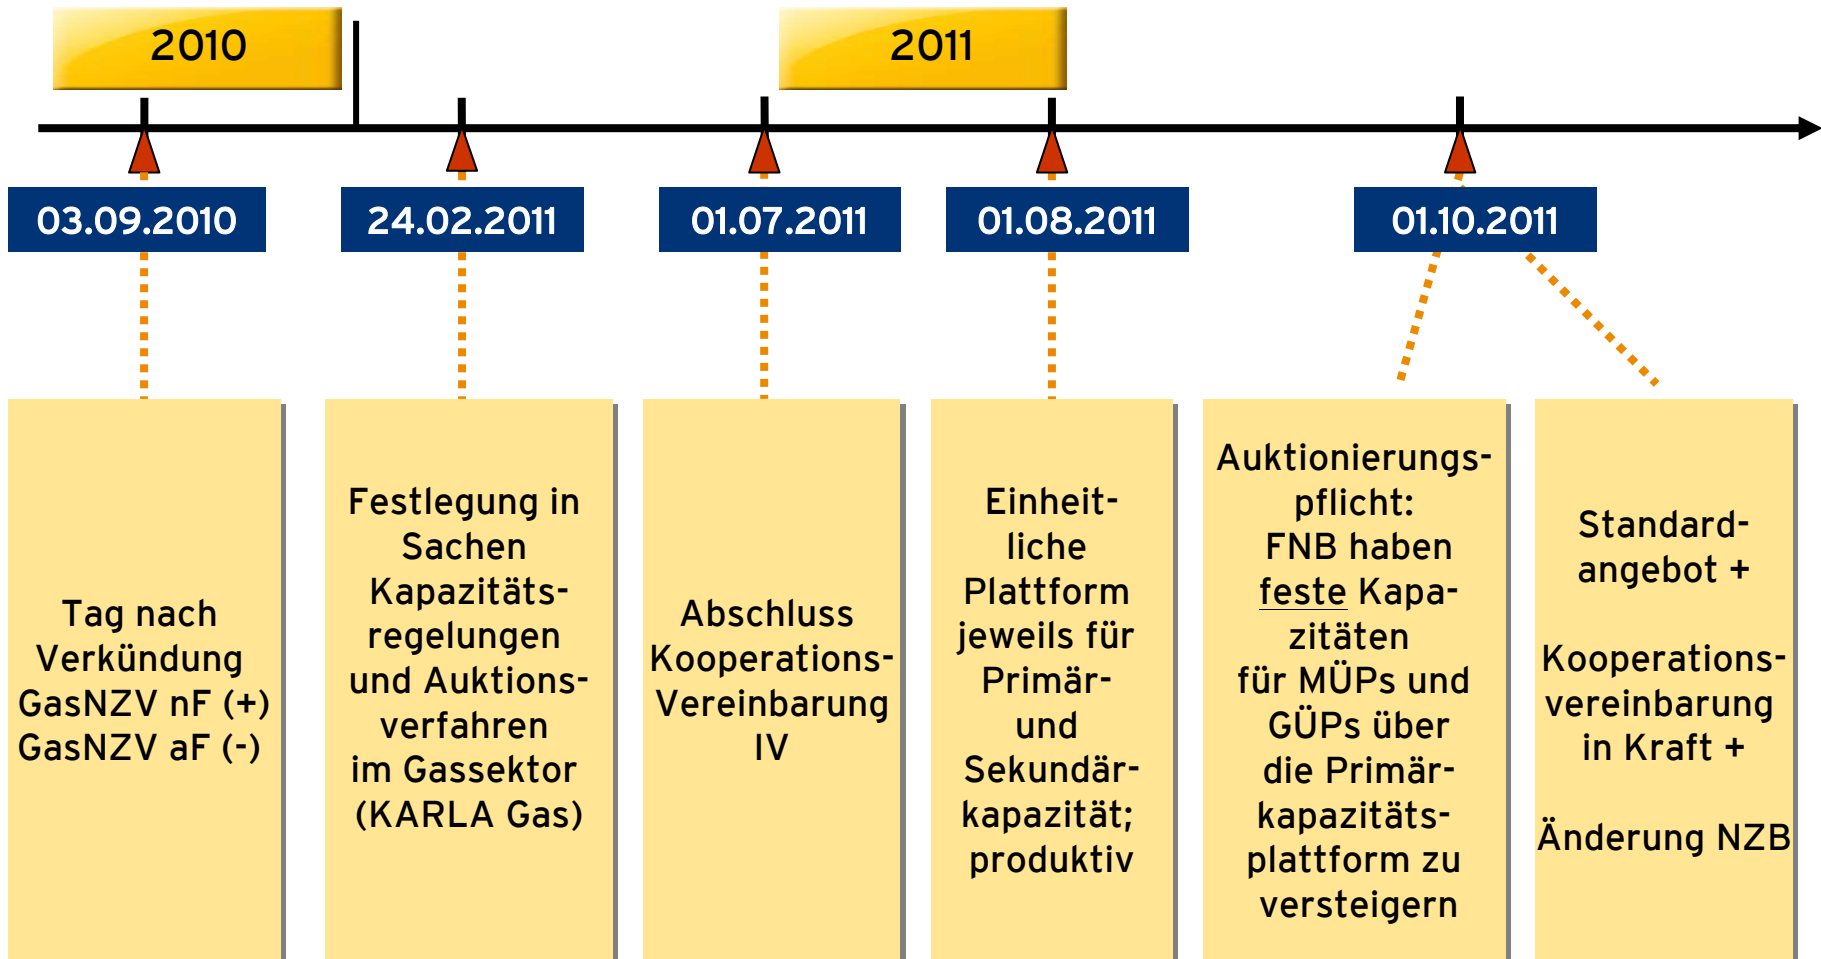 2010
2011
03.09.2010
24.02.2011
01.07.2011
01.08.2011
01.10.2011
Tag nach
Verkündung
GasNZV nF (+)
GasNZV aF (-)
Festlegung in
Sachen
Kapazitäts-
regelungen
und Auktions-
verfahren
im Gassektor
(KARLA Gas)
Abschluss
Kooperations-
Vereinbarung
IV
Einheit-
liche
Plattform
jeweils für
Primär-
und
Sekundär-
kapazität;
produktiv
Auktionierungs-
pflicht:
FNB haben
feste Kapa-
zitäten
für MÜPs und
GÜPs über
die Primär-
kapazitäts-
plattform zu
versteigern
Standard-
angebot +
Kooperations-
vereinbarung
in Kraft +
Änderung NZB